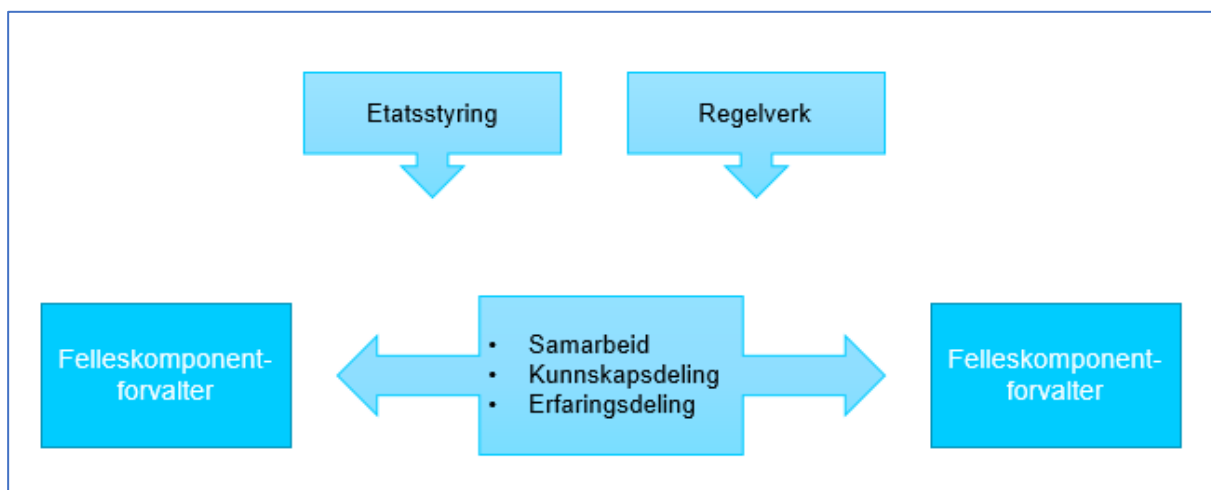 Etatsstyring
Regelverk
Felleskomponent-
forvalter
• Samarbeid
• Kunnskapsdeling
• Erfaringsdeling
Felleskomponent-
forvalter